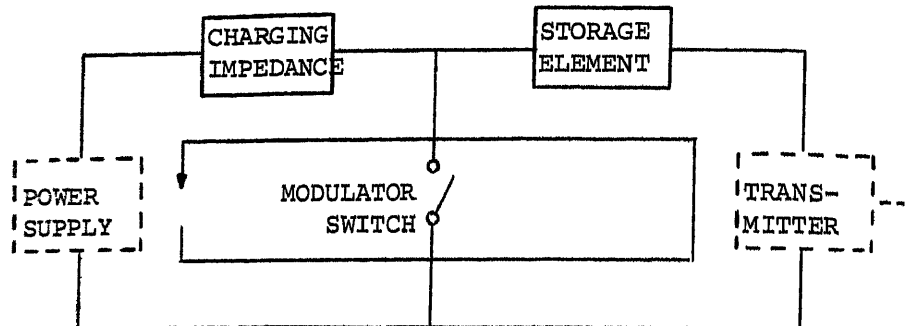 CHARGING
IMPEDANCE
STORAGE
ELEMENT
POWER
SUPPLY
MODULATOR
SWITCH
TRANS-
MITTER